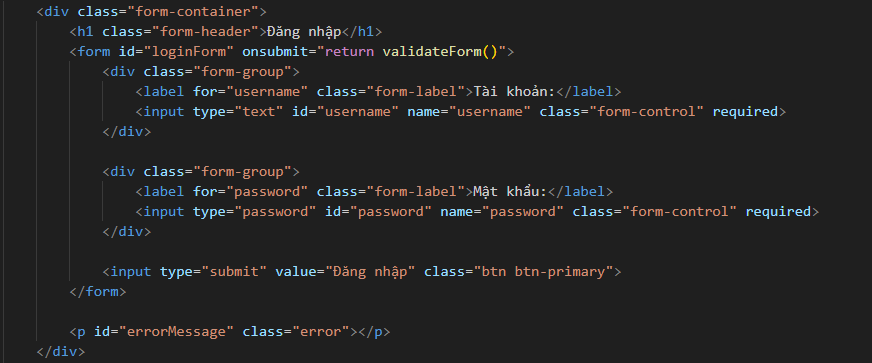 <div class="form-container">
<h1 class="form-header">Đăng nhập</h1>
<form id="loginForm" onsubmit="return validateForm()">
<div class="form-group">
<label for="username" class="form-label">Tài khoản:</label>
<input type="text" id="username" name="username" class="form-control" required>
</div>
<div class="form-group">
<label for="password" class="form-label">Mật khẩu:</label>
<input type="password" id="password" name="password" class="form-control" required>
</div>
<input type="submit" value="Đăng nhập" class="btn btn-primary">
</form>
<p id="errorMessage" class="error"></p>
</div>